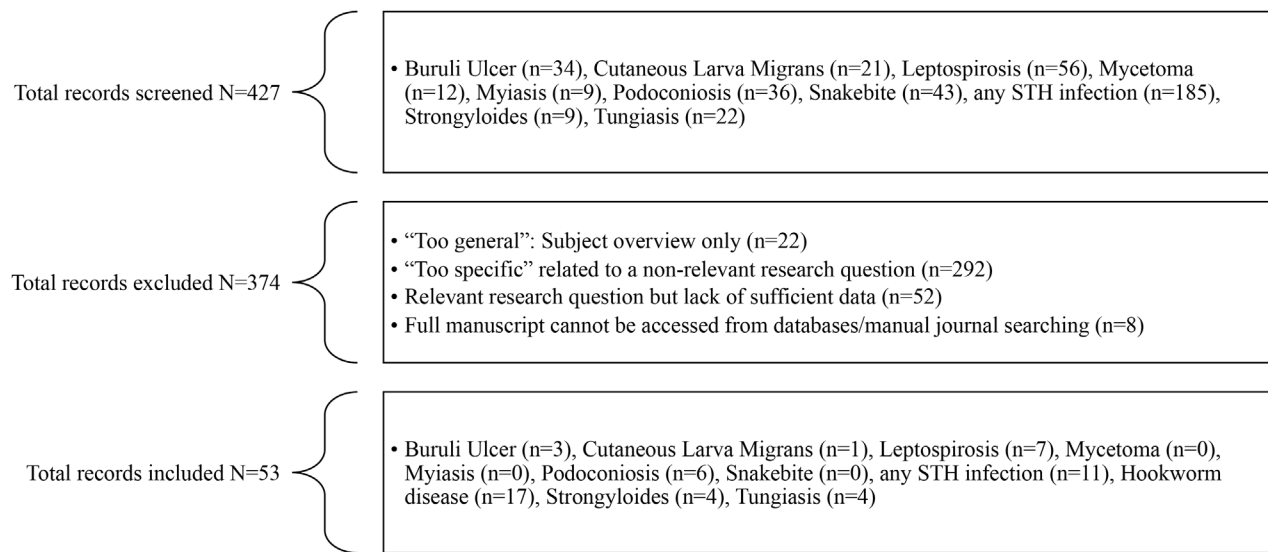 Total records screened N=427
• Buruli Ulcer (n=34), Cutaneous Larva Migrans (n=21), Leptospirosis (n=56), Mycetoma
(n=12), Myiasis (n=9), Podoconiosis (n=36), Snakebite (n=43), any STH infection (n=185),
Strongyloides (n=9), Tungiasis (n=22)
Total records excluded N=374
• “Too general”: Subject overview only (n=22)
• “Too specific” related to a non-relevant research question (n=292)
• Relevant research question but lack of sufficient data (n=52)
• Full manuscript cannot be accessed from databases/manual journal searching (n=8)
Total records included N=53
• Buruli Ulcer (n=3), Cutaneous Larva Migrans (n=1), Leptospirosis (n=7), Mycetoma (n=0),
Myiasis (n=0), Podoconiosis (n=6), Snakebite (n=0), any STH infection (n=11), Hookworm
disease (n=17), Strongyloides (n=4), Tungiasis (n=4)